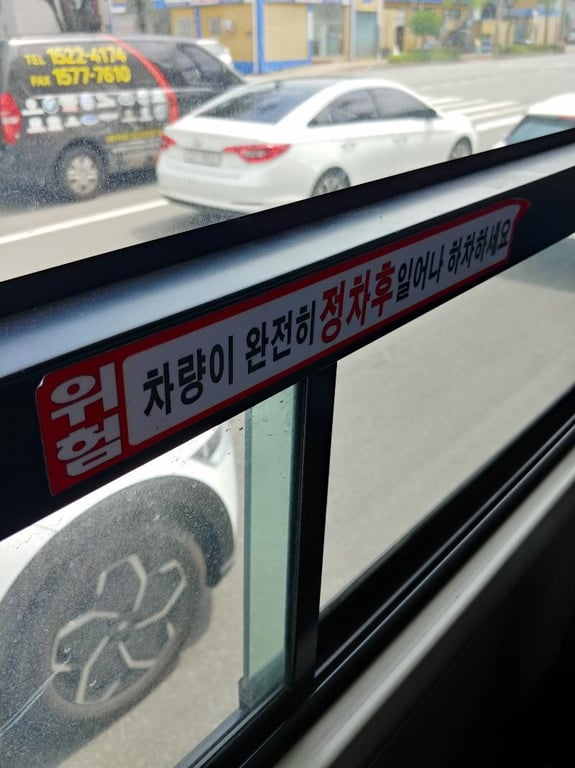 TEL 1522-4174
FAX 1577-7610
위험
차량이 완전히 정차후 일어나 하차하세요